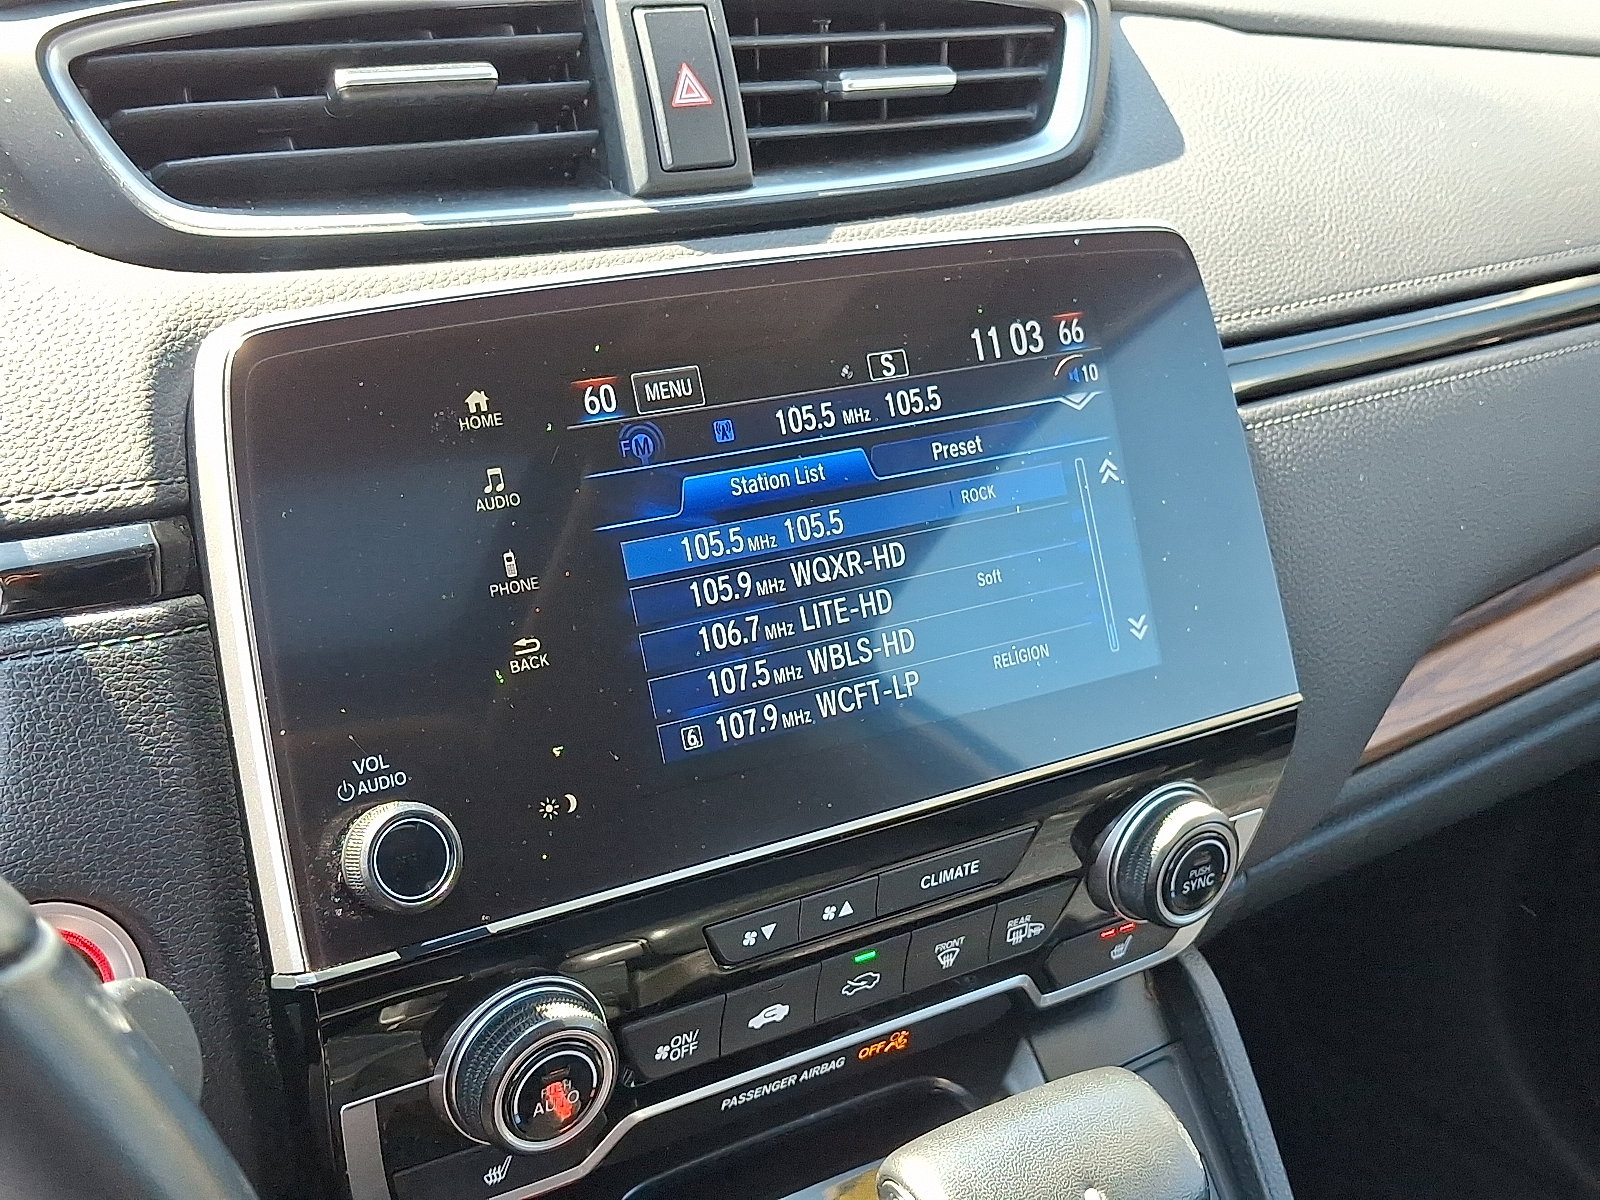 60 MENU S 11 03 66
FM 105.5 MHz 105.5 10
Station List Preset
105.5 MHz 105.5 ROCK
105.9 MHz WQXR-HD
106.7 MHz LITE-HD Soft
107.5 MHz WBLS-HD
6 107.9 MHz WCFT-LP RELIGION
HOME
AUDIO
PHONE
BACK
VOL
AUDIO
CLIMATE
PUSH
SYNC
REAR
FRONT
ON/
OFF
PASSENGER AIRBAG OFF
PUSH
AUTO